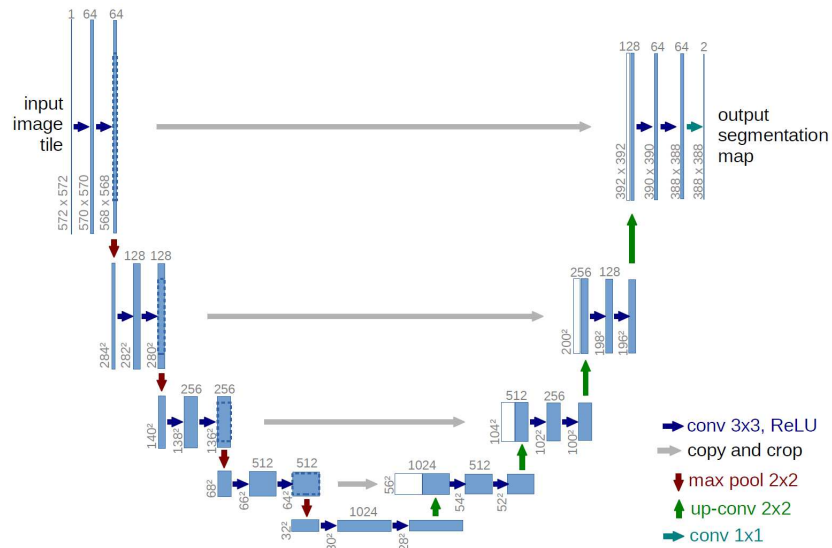 1 64 64
128 64 64 2
input
image
tile
output
segmentation
map
572 x 572
570 x 570
568 x 568
392 x 392
390 x 390
388 x 388
388 x 388
128 128
256 128
284²
282²
280²
200²
198²
196²
256 256
512 256
140²
138²
136²
104²
102²
100²
512 512
1024 512
68²
66²
64²
56²
54²
52²
1024
32²
30²
28²
conv 3x3, ReLU
copy and crop
max pool 2x2
up-conv 2x2
conv 1x1